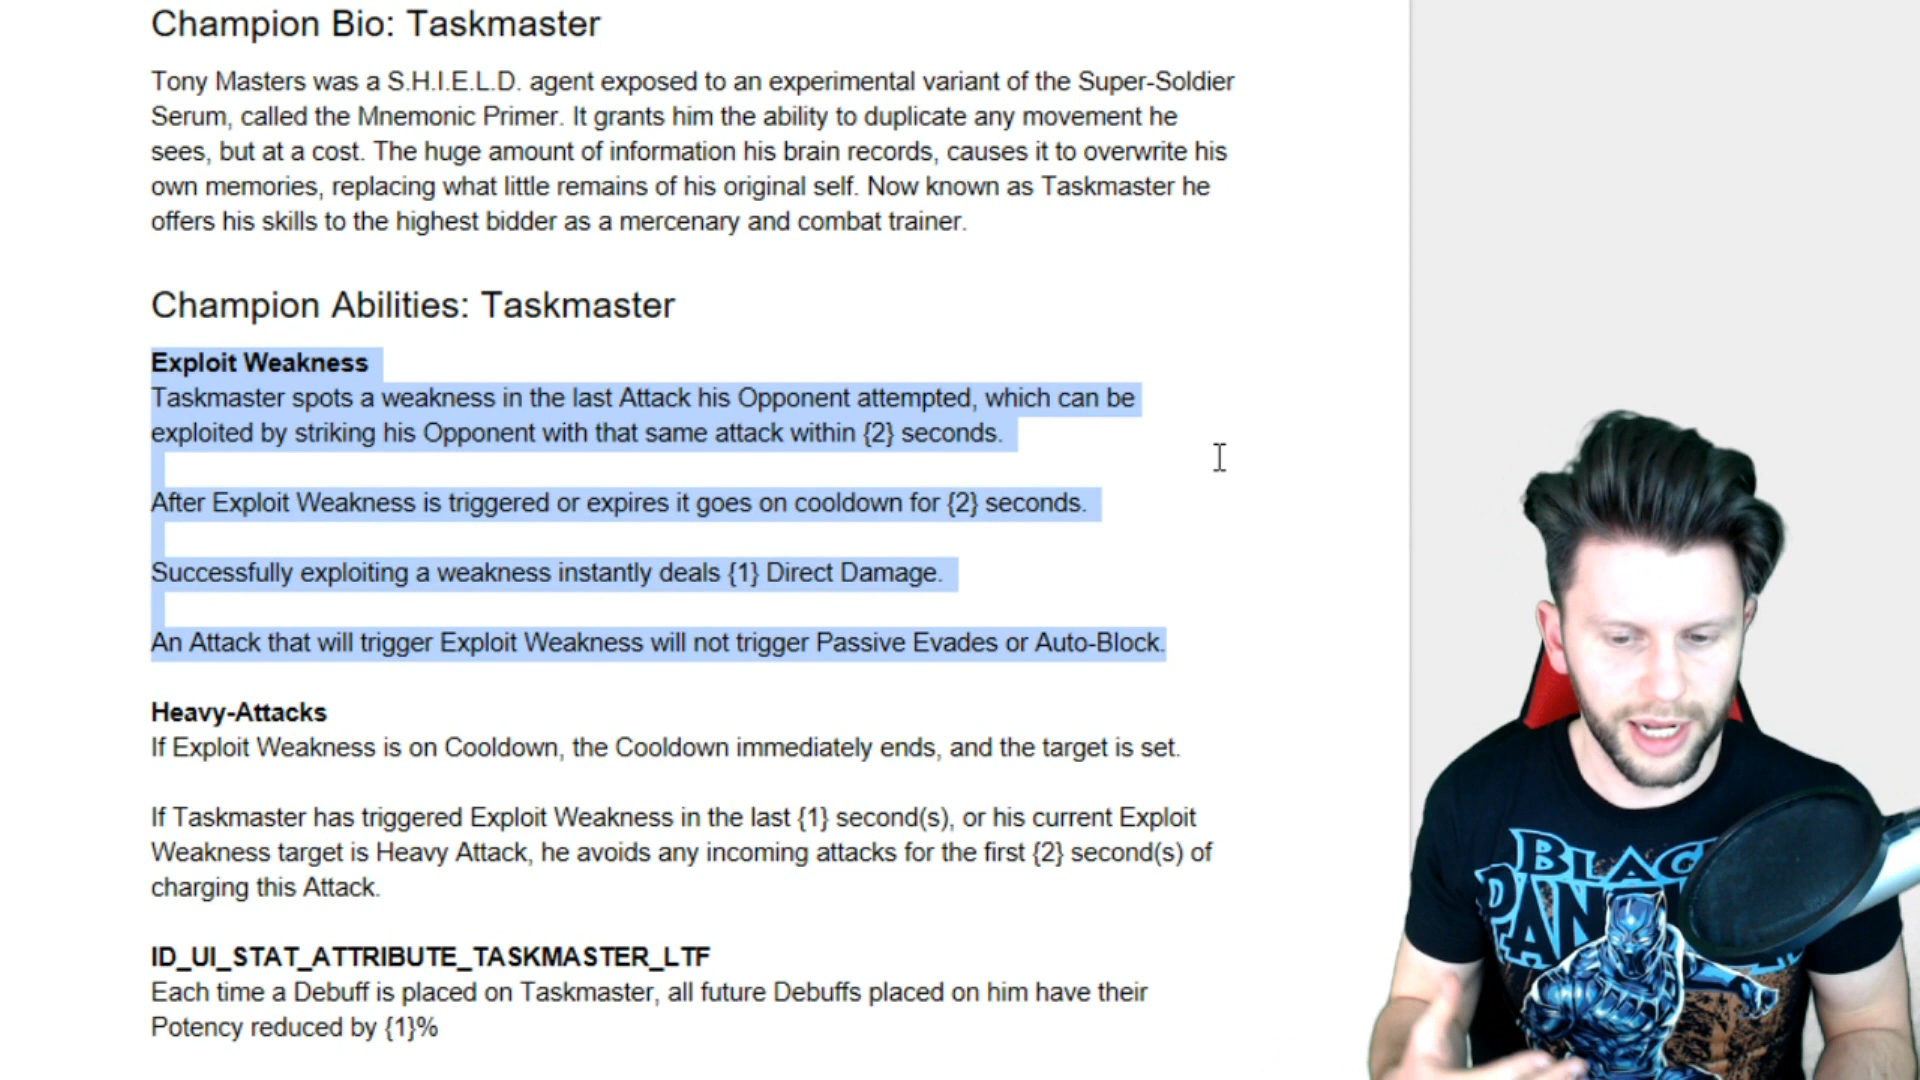 Champion Bio: Taskmaster
Tony Masters was a S.H.I.E.L.D. agent exposed to an experimental variant of the Super-Soldier
Serum, called the Mnemonic Primer. It grants him the ability to duplicate any movement he
sees, but at a cost. The huge amount of information his brain records, causes it to overwrite his
own memories, replacing what little remains of his original self. Now known as Taskmaster he
offers his skills to the highest bidder as a mercenary and combat trainer.
Champion Abilities: Taskmaster
Exploit Weakness
Taskmaster spots a weakness in the last Attack his Opponent attempted, which can be
exploited by striking his Opponent with that same attack within {2} seconds.
After Exploit Weakness is triggered or expires it goes on cooldown for {2} seconds.
Successfully exploiting a weakness instantly deals {1} Direct Damage.
An Attack that will trigger Exploit Weakness will not trigger Passive Evades or Auto-Block.
Heavy-Attacks
If Exploit Weakness is on Cooldown, the Cooldown immediately ends, and the target is set.
If Taskmaster has triggered Exploit Weakness in the last {1} second(s), or his current Exploit
Weakness target is Heavy Attack, he avoids any incoming attacks for the first {2} second(s) of
charging this Attack.
ID_UI_STAT_ATTRIBUTE_TASKMASTER_LTF
Each time a Debuff is placed on Taskmaster, all future Debuffs placed on him have their
Potency reduced by {1}%